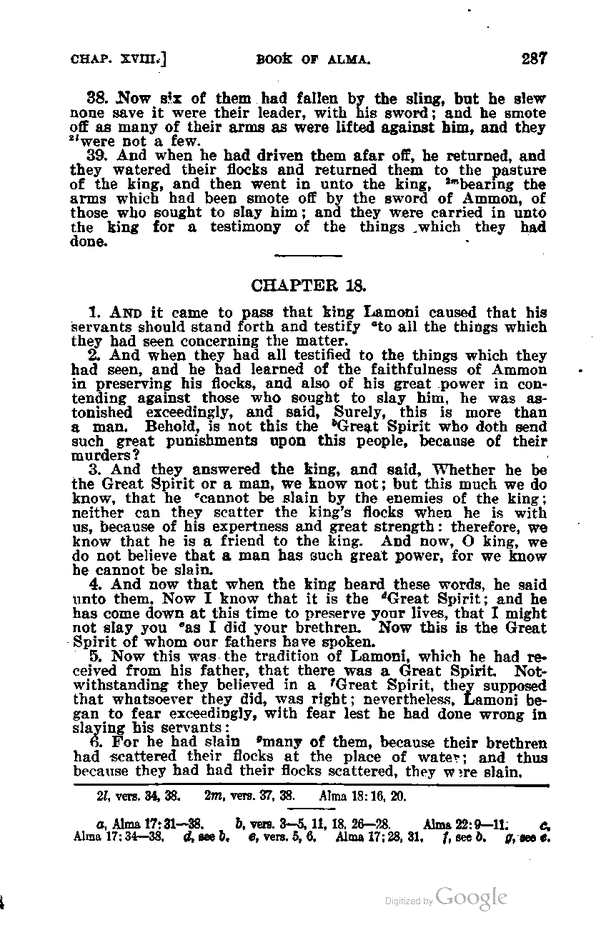 CHAP. XVIII.] BOOK OF ALMA. 287
38. Now six of them had fallen by the sling, but he slew
none save it were their leader, with his sword; and he smote
off as many of their arms as were lifted against him, and they
2lwere not a few.
39. And when he had driven them afar off, he returned, and
they watered their flocks and returned them to the pasture
of the king, and then went in unto the king, 2mbearing the
arms which had been smote off by the sword of Ammon, of
those who sought to slay him; and they were carried in unto
the king for a testimony of the things which they had
done.
CHAPTER 18.
1. AND it came to pass that king Lamoni caused that his
servants should stand forth and testify ato all the things which
they had seen concerning the matter.
2. And when they had all testified to the things which they
had seen, and he had learned of the faithfulness of Ammon
in preserving his flocks, and also of his great power in con-
tending against those who sought to slay him, he was as-
tonished exceedingly, and said, Surely, this is more than
a man. Behold, is not this the bGreat Spirit who doth send
such great punishments upon this people, because of their
murders?
3. And they answered the king, and said, Whether he be
the Great Spirit or a man, we know not; but this much we do
know, that he ccannot be slain by the enemies of the king;
neither can they scatter the king's flocks when he is with
us, because of his expertness and great strength: therefore, we
know that he is a friend to the king. And now, O king, we
do not believe that a man has such great power, for we know
he cannot be slain.
4. And now that when the king heard these words, he said
unto them, Now I know that it is the dGreat Spirit; and he
has come down at this time to preserve your lives, that I might
not slay you eas I did your brethren. Now this is the Great
Spirit of whom our fathers have spoken.
5. Now this was the tradition of Lamoni, which he had re-
ceived from his father, that there was a Great Spirit. Not-
withstanding they believed in a fGreat Spirit, they supposed
that whatsoever they did, was right; nevertheless, Lamoni be-
gan to fear exceedingly, with fear lest he had done wrong in
slaying his servants:
6. For he had slain gmany of them, because their brethren
had scattered their flocks at the place of water; and thus
because they had had their flocks scattered, they were slain.
2l, vers. 34, 38. 2m, vers. 37, 38. Alma 18:16, 20.
a, Alma 17:31—38. b, vers. 3—5, 11, 18, 26—28. Alma 22:9—11. c,
Alma 17:34—38. d, see b. e, vers. 5, 6. Alma 17:28, 31. f, see b. g, see e.
Digitized by Google